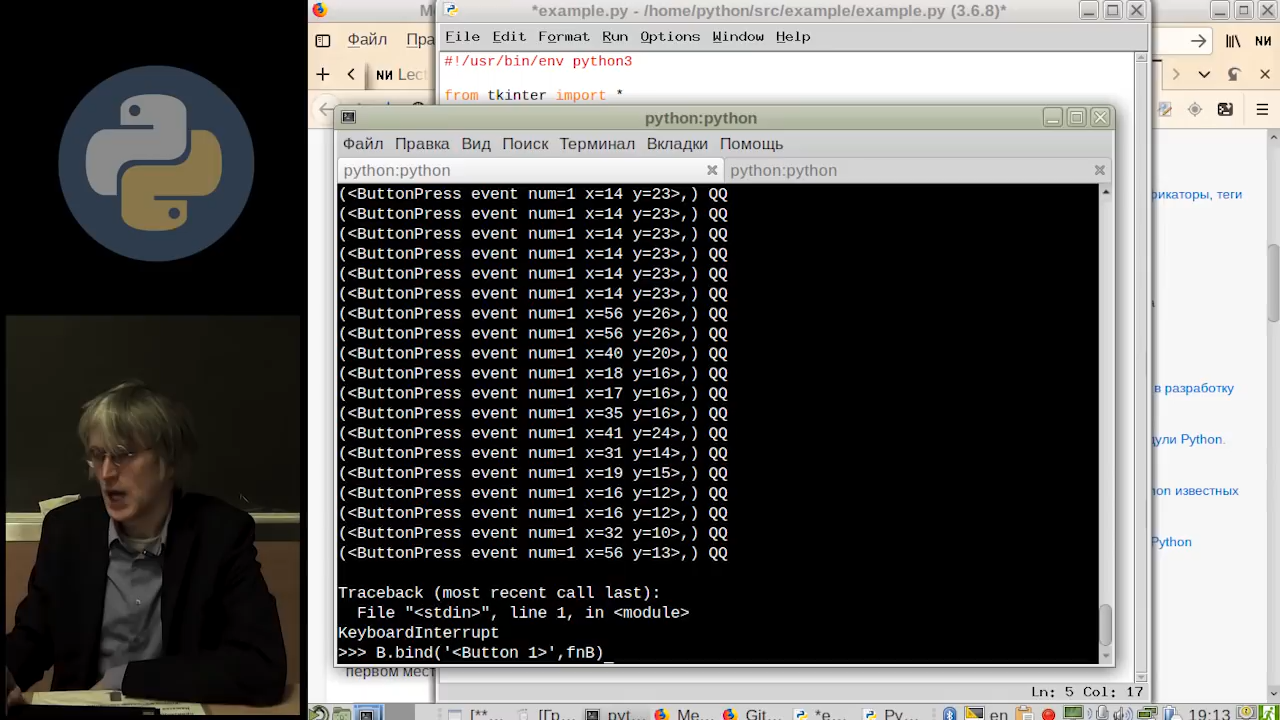 *example.py - /home/python/src/example/example.py (3.6.8)*
Файл Пра
File Edit Format Run Options Window Help
Lect
#!/usr/bin/env python3
from tkinter import *
python:python
Файл Правка Вид Поиск Терминал Вкладки Помощь
python:python
python:python
(<ButtonPress event num=1 x=14 y=23>,) QQ
(<ButtonPress event num=1 x=14 y=23>,) QQ
(<ButtonPress event num=1 x=14 y=23>,) QQ
(<ButtonPress event num=1 x=14 y=23>,) QQ
(<ButtonPress event num=1 x=14 y=23>,) QQ
(<ButtonPress event num=1 x=14 y=23>,) QQ
(<ButtonPress event num=1 x=56 y=26>,) QQ
(<ButtonPress event num=1 x=56 y=26>,) QQ
(<ButtonPress event num=1 x=40 y=20>,) QQ
(<ButtonPress event num=1 x=18 y=16>,) QQ
(<ButtonPress event num=1 x=17 y=16>,) QQ
(<ButtonPress event num=1 x=35 y=16>,) QQ
(<ButtonPress event num=1 x=41 y=24>,) QQ
(<ButtonPress event num=1 x=31 y=14>,) QQ
(<ButtonPress event num=1 x=19 y=15>,) QQ
(<ButtonPress event num=1 x=16 y=12>,) QQ
(<ButtonPress event num=1 x=16 y=12>,) QQ
(<ButtonPress event num=1 x=32 y=10>,) QQ
(<ButtonPress event num=1 x=56 y=13>,) QQ
Traceback (most recent call last):
File "<stdin>", line 1, in <module>
KeyboardInterrupt
>>> B.bind('<Button 1>',fnB)_
фикаторы, теги
в разработку
дули Python.
on известных
Python
первом мест
Ln: 5 Col: 17
[** [Гр pyt Me Git *e Py en 19:13